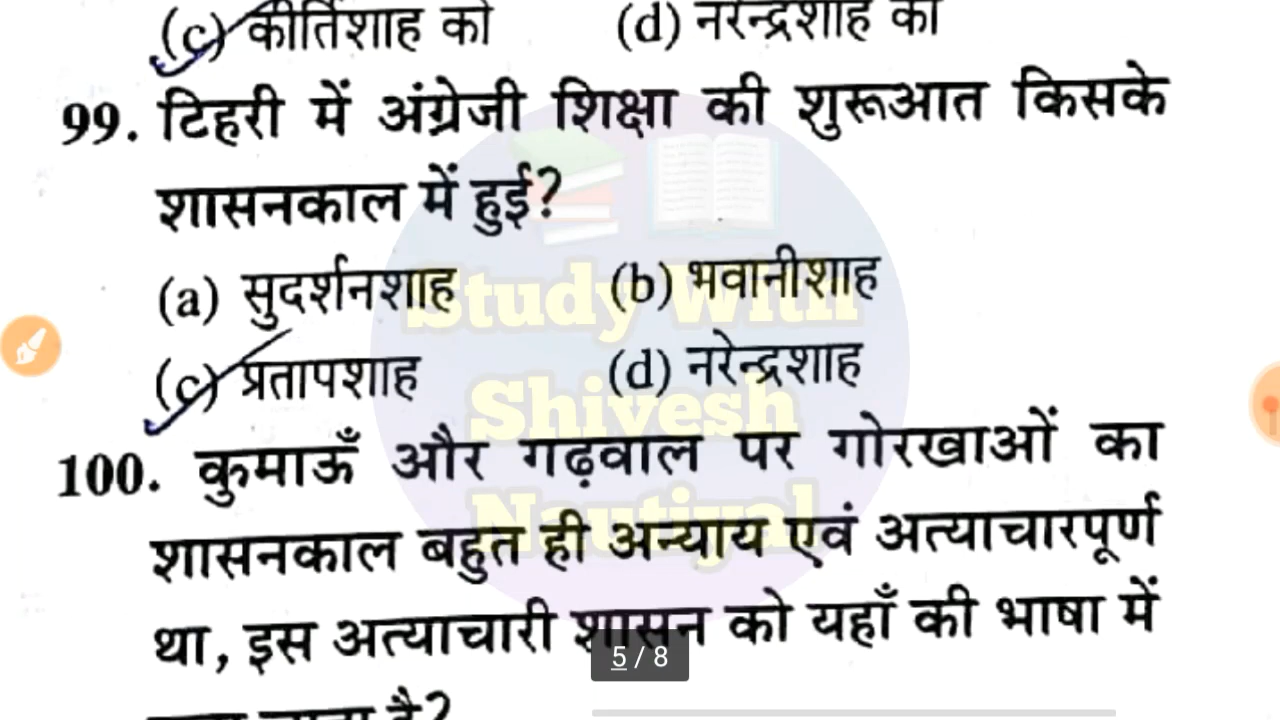 (c) कीर्तिशाह को (d) नरेन्द्रशाह को
99. टिहरी में अंग्रेजी शिक्षा की शुरूआत किसके
शासनकाल में हुई?
(a) सुदर्शनशाह (b) भवानीशाह
(c) प्रतापशाह (d) नरेन्द्रशाह
100. कुमाऊँ और गढ़वाल पर गोरखाओं का
शासनकाल बहुत ही अन्याय एवं अत्याचारपूर्ण
था, इस अत्याचारी शासन को यहाँ की भाषा में
है?
Study With
Shivesh
Nautiyal
5 / 8